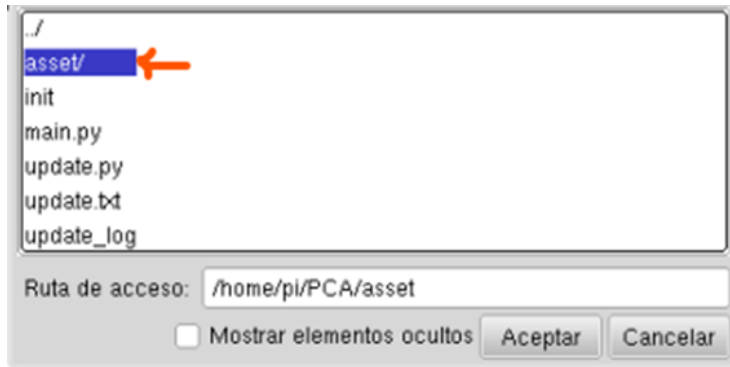 ../
asset/
init
main.py
update.py
update.txt
update_log
Ruta de acceso: /home/pi/PCA/asset
Mostrar elementos ocultos Aceptar Cancelar